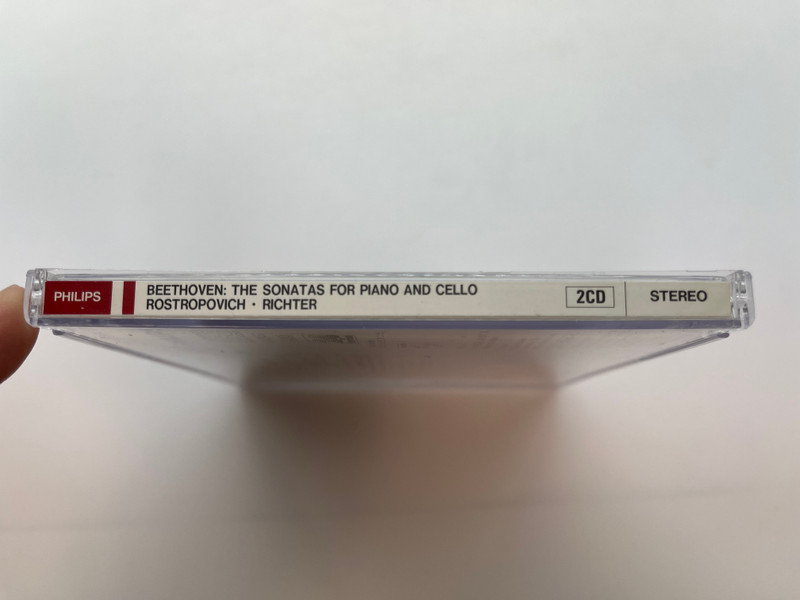 PHILIPS
BEETHOVEN: THE SONATAS FOR PIANO AND CELLO
ROSTROPOVICH · RICHTER
2CD
STEREO